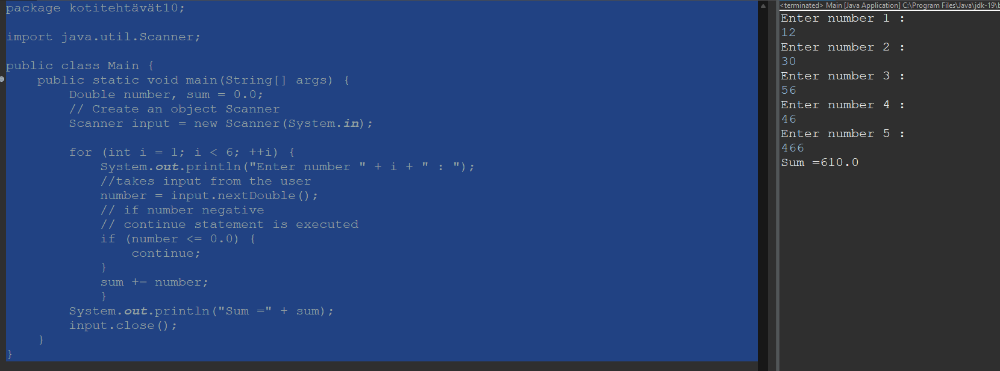 package kotitehtävät10;
import java.util.Scanner;
public class Main {
public static void main(String[] args) {
Double number, sum = 0.0;
// Create an object Scanner
Scanner input = new Scanner(System.in);
for (int i = 1; i < 6; ++i) {
System.out.println("Enter number " + i + " : ");
//takes input from the user
number = input.nextDouble();
// if number negative
// continue statement is executed
if (number <= 0.0) {
continue;
}
sum += number;
}
System.out.println("Sum =" + sum);
input.close();
}
}
<terminated> Main [Java Application] C:\Program Files\Java\jdk-19\b
Enter number 1 :
12
Enter number 2 :
30
Enter number 3 :
56
Enter number 4 :
46
Enter number 5 :
466
Sum =610.0